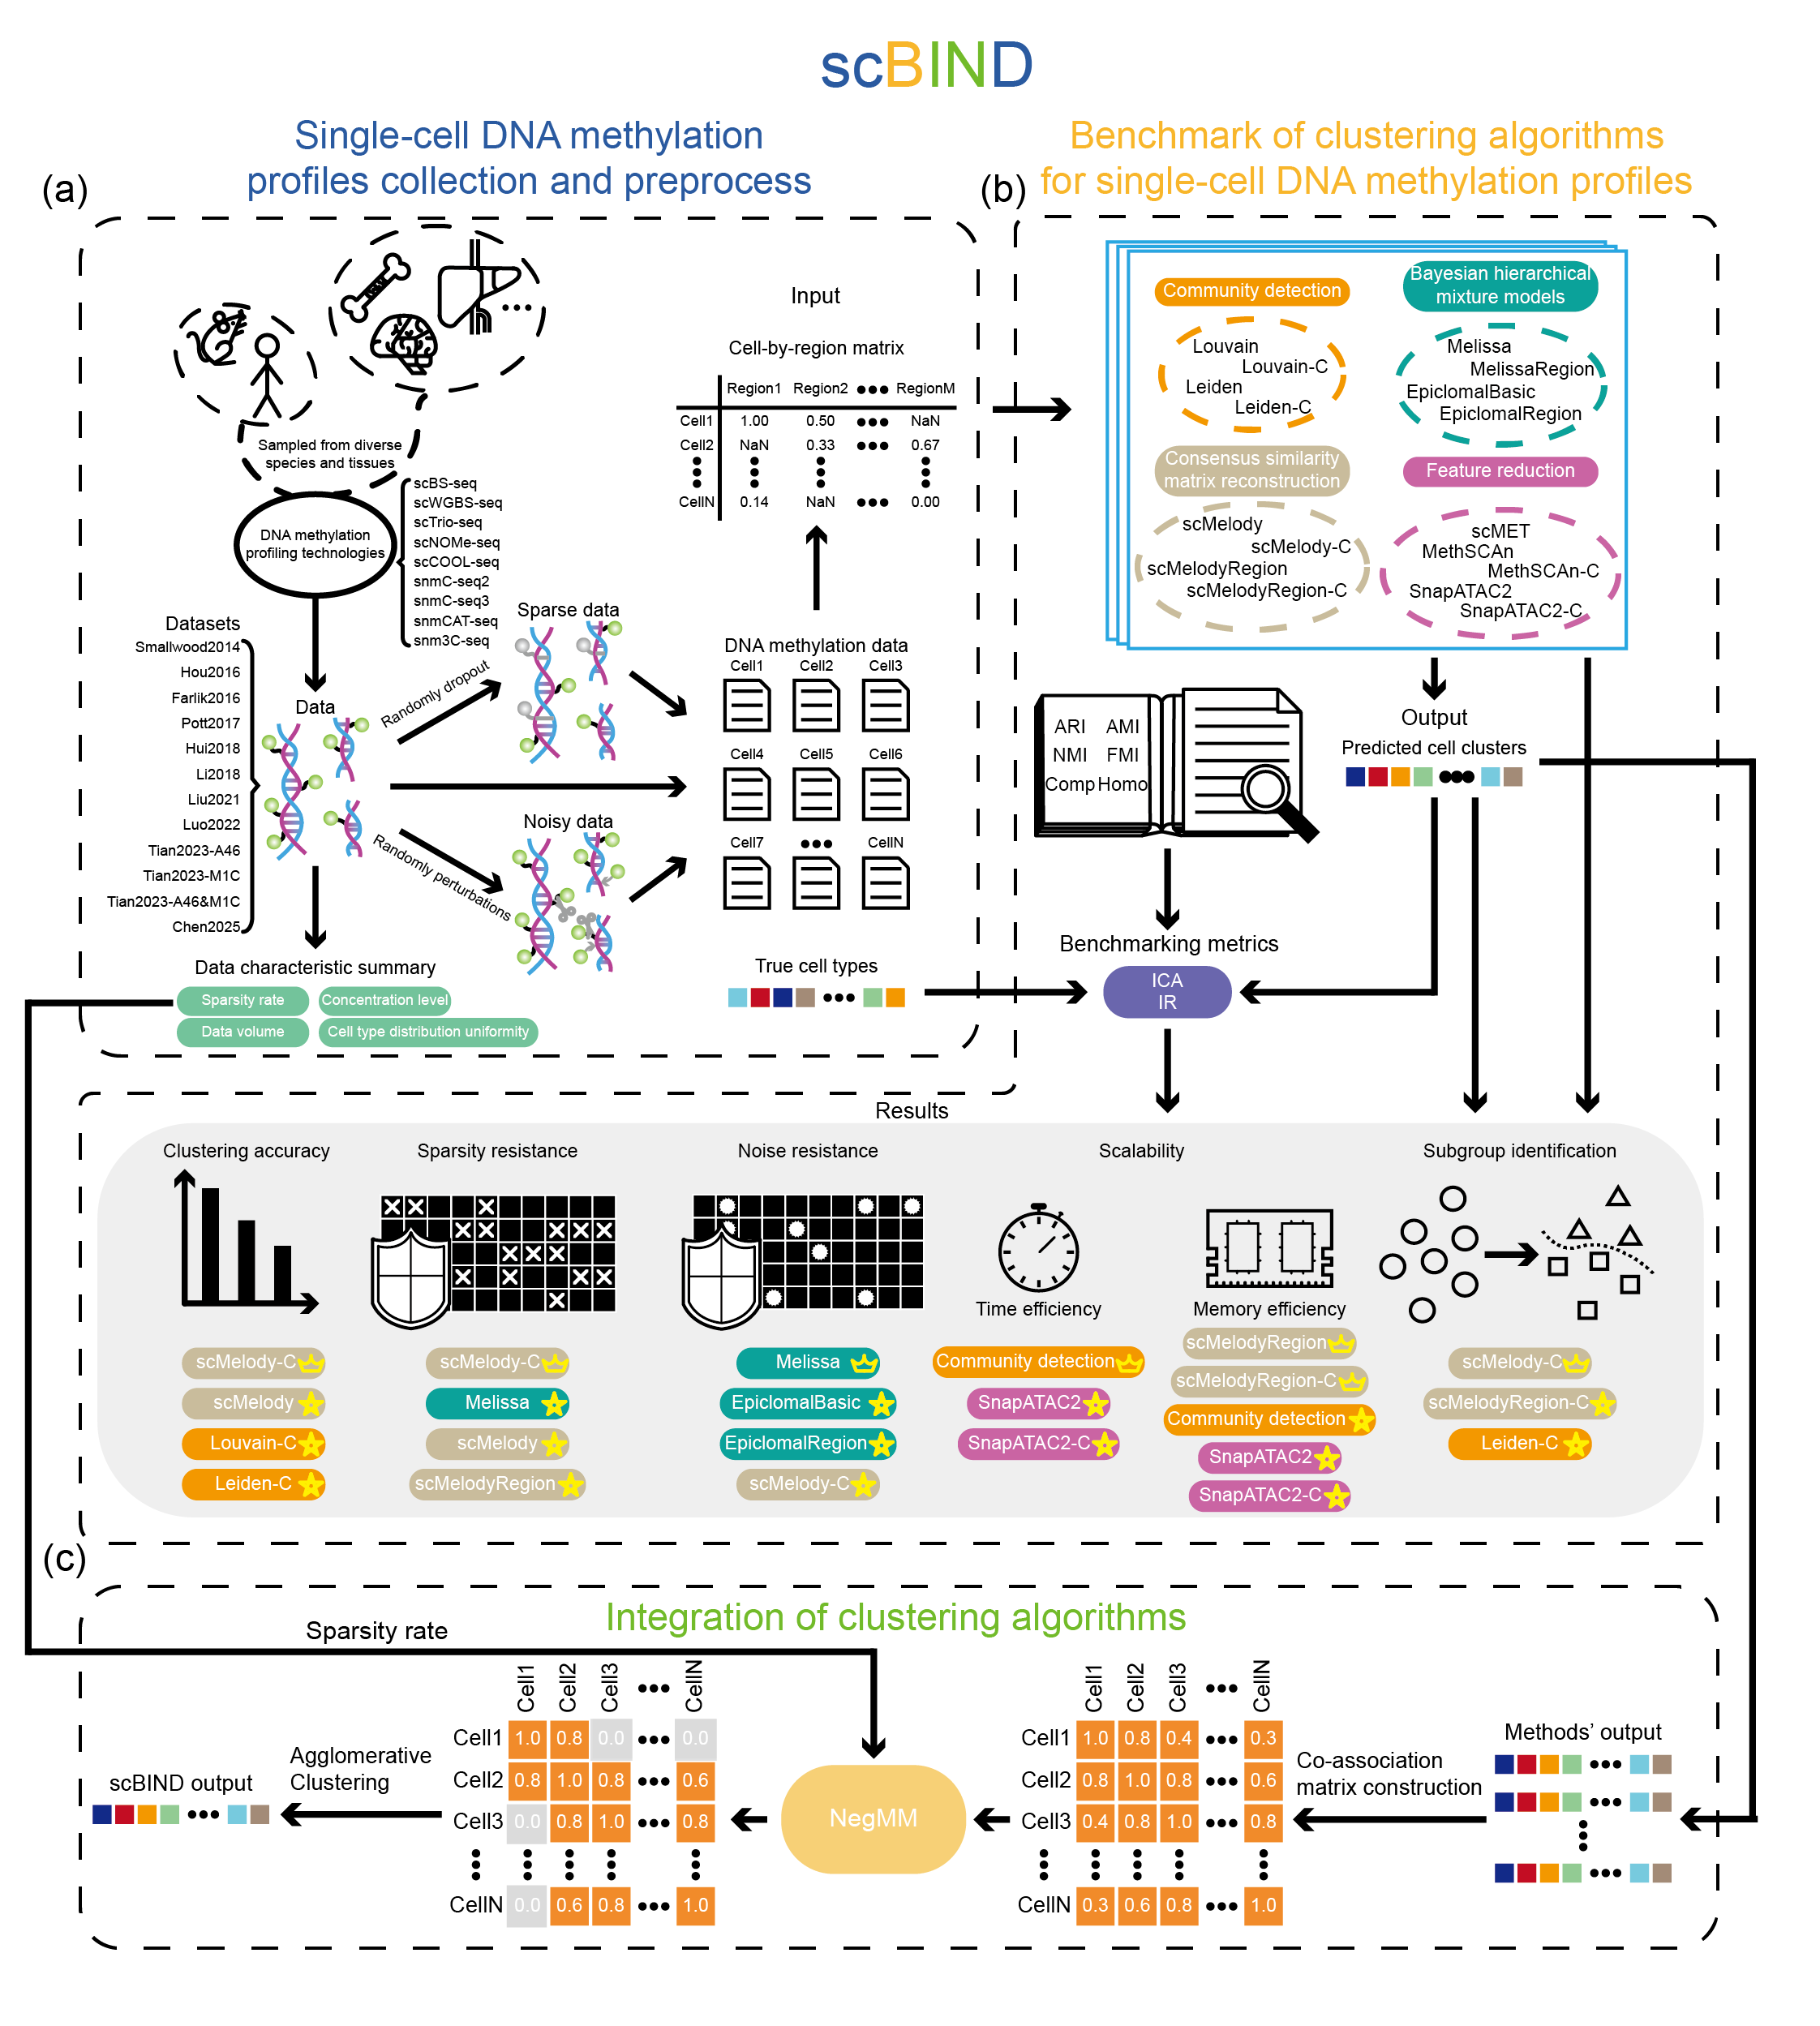 scBIND
Single-cell DNA methylation
profiles collection and preprocess
Benchmark of clustering algorithms
for single-cell DNA methylation profiles
(a)
Sampled from diverse
species and tissues
DNA methylation
profiling technologies
scBS-seq
scWGBS-seq
scTrio-seq
scNOMe-seq
scCOOL-seq
snmC-seq2
snmC-seq3
snmCAT-seq
snm3C-seq
Datasets
Smallwood2014
Hou2016
Farlik2016
Pott2017
Hui2018
Li2018
Liu2021
Luo2022
Tian2023-A46
Tian2023-M1C
Tian2023-A46&M1C
Chen2025
Data
Randomly dropout
Sparse data
Randomly perturbations
Noisy data
Data characteristic summary
Sparsity rate
Concentration level
Data volume
Cell type distribution uniformity
Input
Cell-by-region matrix
Region1 Region2 ••• RegionM
Cell1 1.00 0.50 ••• NaN
Cell2 NaN 0.33 ••• 0.67
CellN 0.14 NaN ••• 0.00
DNA methylation data
Cell1 Cell2 Cell3
Cell4 Cell5 Cell6
Cell7 ••• CellN
True cell types
(b)
Community detection
Louvain
Louvain-C
Leiden
Leiden-C
Bayesian hierarchical
mixture models
Melissa
MelissaRegion
EpiclomalBasic
EpiclomalRegion
Consensus similarity
matrix reconstruction
scMelody
scMelody-C
scMelodyRegion
scMelodyRegion-C
Feature reduction
scMET
MethSCAn
MethSCAn-C
SnapATAC2
SnapATAC2-C
ARI AMI
NMI FMI
Comp Homo
Output
Predicted cell clusters
Benchmarking metrics
ICA
IR
Results
Clustering accuracy
scMelody-C
scMelody
Louvain-C
Leiden-C
Sparsity resistance
scMelody-C
Melissa
scMelody
scMelodyRegion
Noise resistance
Melissa
EpiclomalBasic
EpiclomalRegion
scMelody-C
Scalability
Time efficiency
Community detection
SnapATAC2
SnapATAC2-C
Memory efficiency
scMelodyRegion
scMelodyRegion-C
Community detection
SnapATAC2
SnapATAC2-C
Subgroup identification
scMelody-C
scMelodyRegion-C
Leiden-C
(c)
Integration of clustering algorithms
Sparsity rate
scBIND output
Agglomerative
Clustering
Cell1 Cell2 Cell3 ••• CellN
Cell1 1.0 0.8 0.0 ••• 0.0
Cell2 0.8 1.0 0.8 ••• 0.6
Cell3 0.0 0.8 1.0 ••• 0.8
CellN 0.0 0.6 0.8 ••• 1.0
NegMM
Cell1 Cell2 Cell3 ••• CellN
Cell1 1.0 0.8 0.4 ••• 0.3
Cell2 0.8 1.0 0.8 ••• 0.6
Cell3 0.4 0.8 1.0 ••• 0.8
CellN 0.3 0.6 0.8 ••• 1.0
Co-association
matrix construction
Methods' output